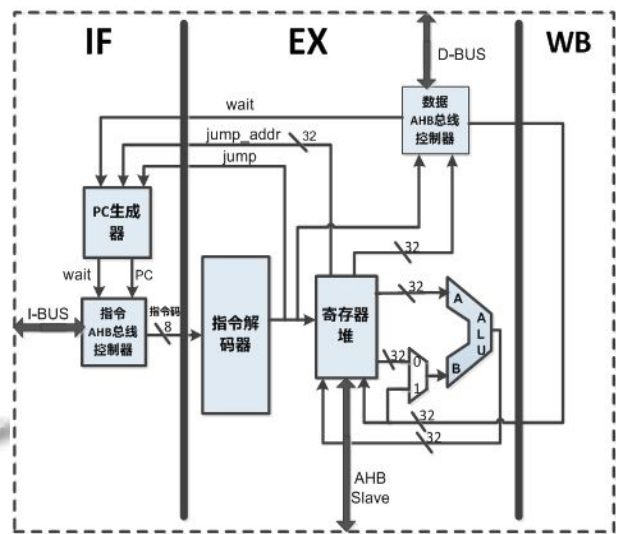 IF
EX
WB
D-BUS
数据
AHB总线
控制器
wait
jump_addr
32
jump
PC生成
器
wait
PC
32
I-BUS
指令
AHB总线
控制器
指令码
8
指令解
码器
寄存器
堆
32
A
A
L
U
B
32
0
1
32
32
AHB
Slave